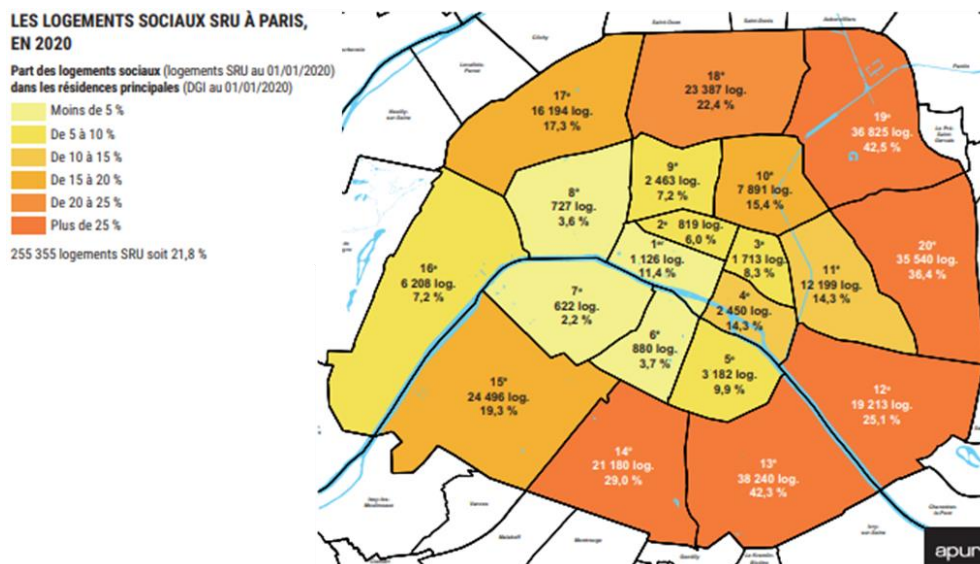 LES LOGEMENTS SOCIAUX SRU À PARIS,
EN 2020
Part des logements sociaux (logements SRU au 01/01/2020)
dans les résidences principales (DGI au 01/01/2020)
Moins de 5 %
De 5 à 10 %
De 10 à 15 %
De 15 à 20 %
De 20 à 25 %
Plus de 25 %
255 355 logements SRU soit 21,8 %
Saint-Denis
Clichy
Pantin
18e
23 387 log.
22,4 %
17e
16 194 log.
17,3 %
19e
36 825 log.
42,5 %
9e
2 463 log.
7,2 %
10e
7 891 log.
15,4 %
8e
727 log.
3,6 %
2e 819 log.
6,0 %
1er
1 126 log.
11,4 %
3e
1 713 log.
8,3 %
20e
35 540 log.
36,4 %
16e
6 208 log.
7,2 %
11e
12 199 log.
14,3 %
7e
622 log.
2,2 %
4e
2 450 log.
14,3 %
6e
880 log.
3,7 %
5e
3 182 log.
9,9 %
15e
24 496 log.
19,3 %
12e
19 213 log.
25,1 %
14e
21 180 log.
29,0 %
13e
38 240 log.
42,3 %
Vanves
Malakoff
Montrouge
Gentilly
apur